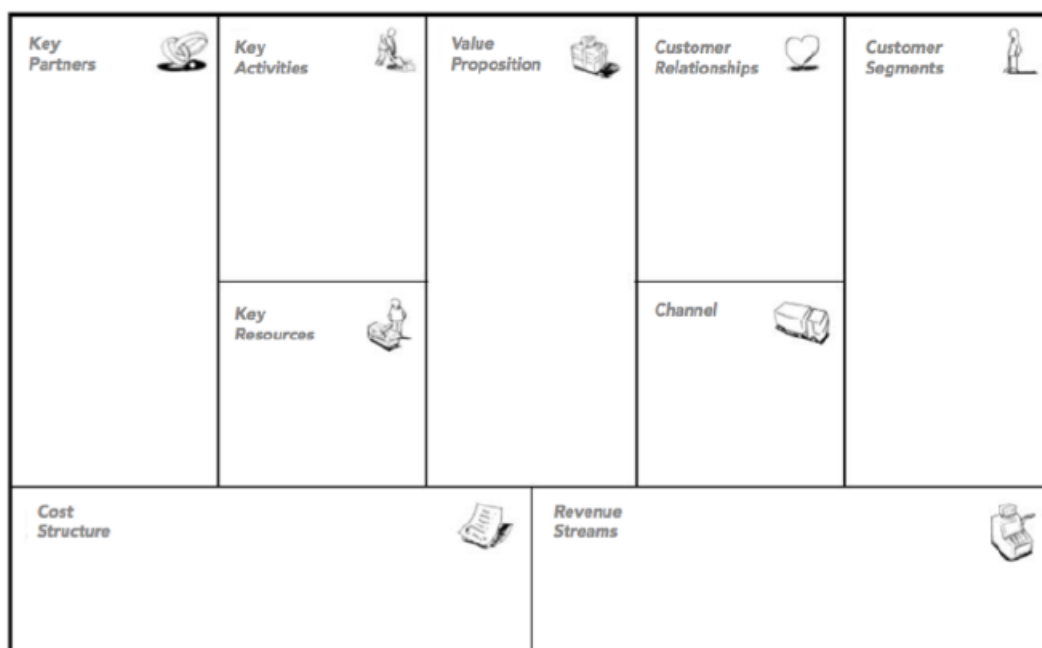 Key
Partners
Key
Activities
Value
Proposition
Customer
Relationships
Customer
Segments
Key
Resources
Channel
Cost
Structure
Revenue
Streams